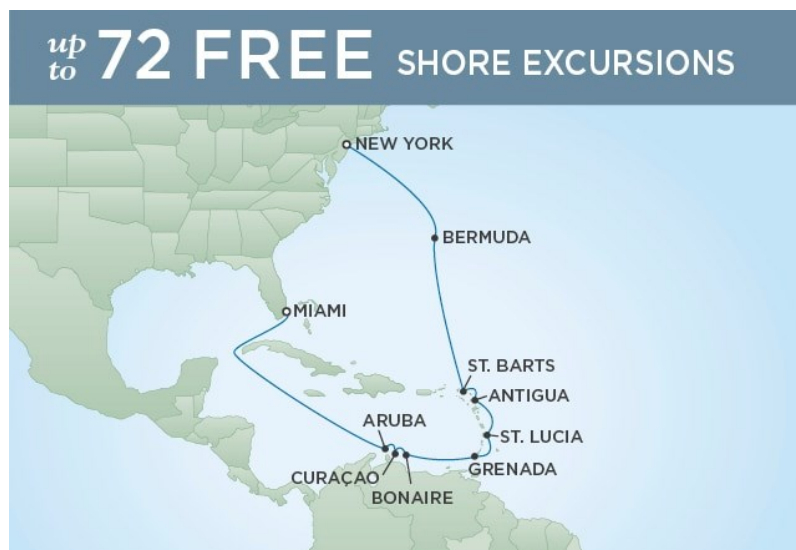 up to 72 FREE SHORE EXCURSIONS
NEW YORK
BERMUDA
MIAMI
ST. BARTS
ANTIGUA
ARUBA
ST. LUCIA
CURAÇAO
GRENADA
BONAIRE